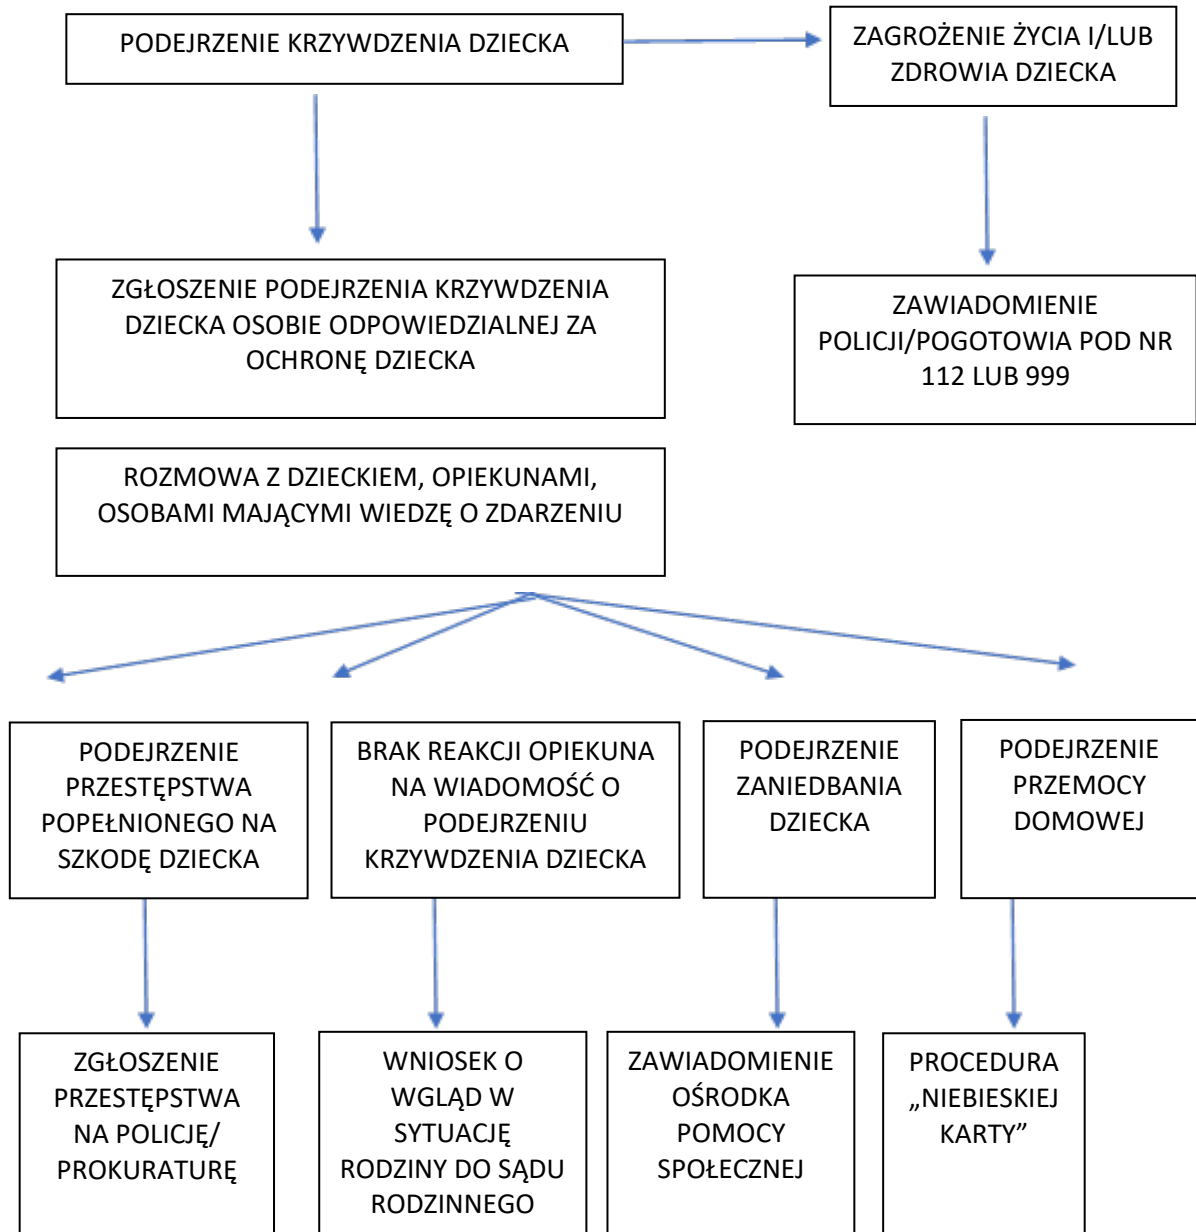 PODEJRZENIE KRZYWDZENIA DZIECKA
ZAGROŻENIE ŻYCIA I/LUB
ZDROWIA DZIECKA
ZGŁOSZENIE PODEJRZENIA KRZYWDZENIA
DZIECKA OSOBIE ODPOWIEDZIALNEJ ZA
OCHRONĘ DZIECKA
ZAWIADOMIENIE
POLICJI/POGOTOWIA POD NR
112 LUB 999
ROZMOWA Z DZIECKIEM, OPIEKUNAMI,
OSOBAMI MAJĄCYMI WIEDZĘ O ZDARZENIU
PODEJRZENIE
PRZESTĘPSTWA
POPEŁNIONEGO NA
SZKODĘ DZIECKA
BRAK REAKCJI OPIEKUNA
NA WIADOMOŚĆ O
PODEJRZENIU
KRZYWDZENIA DZIECKA
PODEJRZENIE
ZANIEDBANIA
DZIECKA
PODEJRZENIE
PRZEMOCY
DOMOWEJ
ZGŁOSZENIE
PRZESTĘPSTWA
NA POLICJĘ/
PROKURATURĘ
WNIOSEK O
WGLĄD W
SYTUACJĘ
RODZINY DO SĄDU
RODZINNEGO
ZAWIADOMIENIE
OŚRODKA
POMOCY
SPOŁECZNEJ
PROCEDURA
„NIEBIESKIEJ
KARTY”